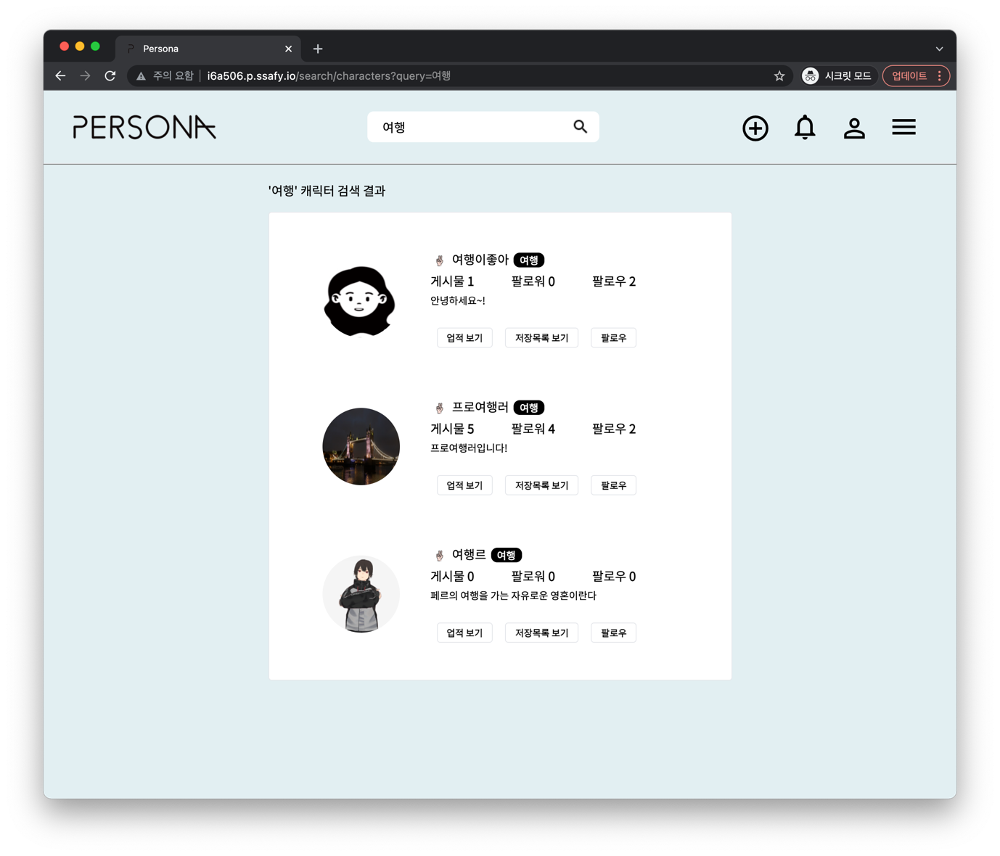 Persona
주의 요함 i6a506.p.ssafy.io/search/characters?query=여행 시크릿 모드 업데이트
PERSONA 여행
'여행' 캐릭터 검색 결과
여행이좋아 여행
게시물 1 팔로워 0 팔로우 2
안녕하세요~!
업적 보기 저장목록 보기 팔로우
프로여행러 여행
게시물 5 팔로워 4 팔로우 2
프로여행러입니다!
업적 보기 저장목록 보기 팔로우
여행르 여행
게시물 0 팔로워 0 팔로우 0
페르의 여행을 가는 자유로운 영혼이란다
업적 보기 저장목록 보기 팔로우